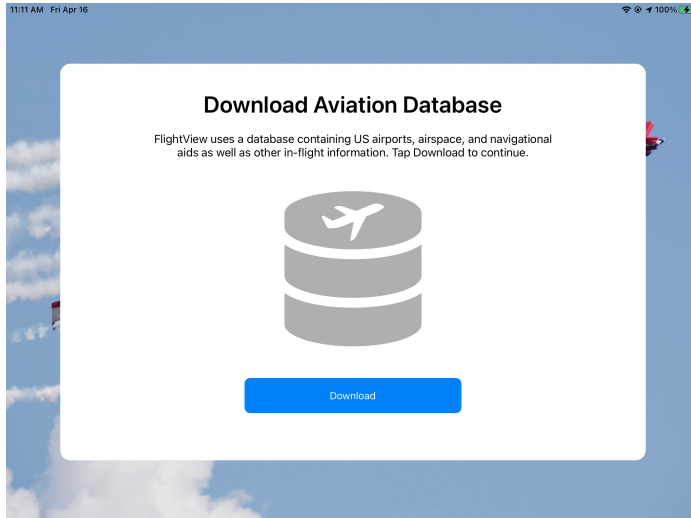 11:11 AM Fri Apr 16
100%
Download Aviation Database
FlightView uses a database containing US airports, airspace, and navigational
aids as well as other in-flight information. Tap Download to continue.
Download